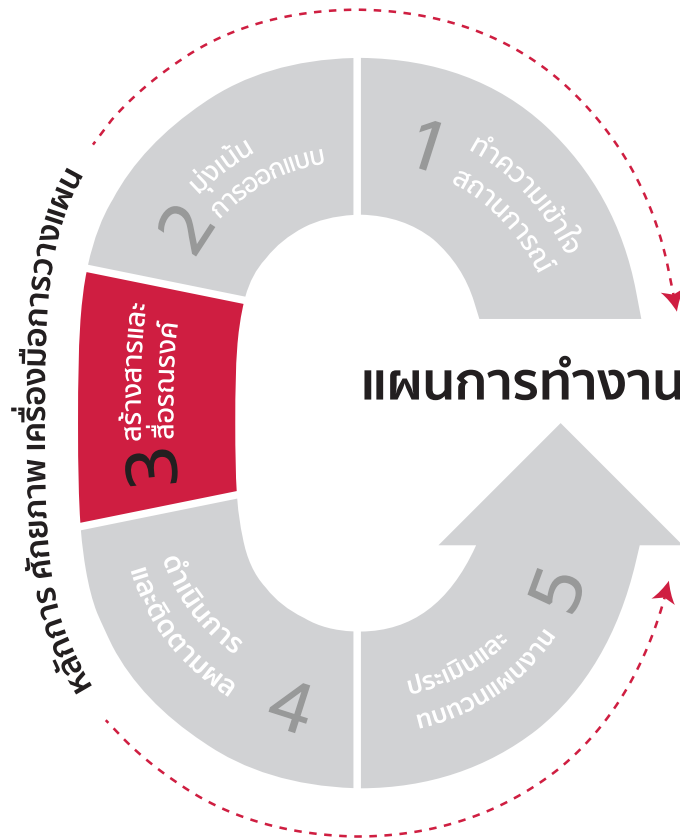 1
ทำความเข้าใจ
สถานการณ์
2
มุ่งเน้น
การออกแบบ
3
สร้างสารและ
สื่อรณรงค์
4
ดำเนินการ
และติดตามผล
5
ประเมินและ
ทบทวนแผนงาน
แผนการทำงาน
หลักการ ศักยภาพ เครื่องมือการวางแผน